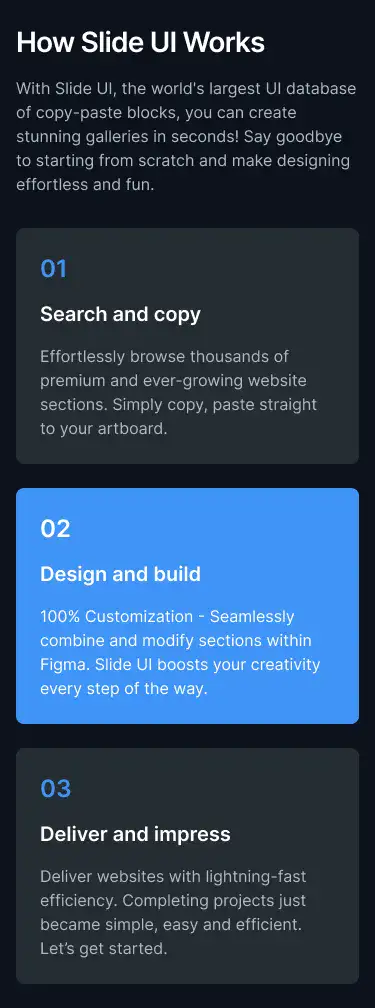 How Slide UI Works
With Slide UI, the world's largest UI database
of copy-paste blocks, you can create
stunning galleries in seconds! Say goodbye
to starting from scratch and make designing
effortless and fun.
01
Search and copy
Effortlessly browse thousands of
premium and ever-growing website
sections. Simply copy, paste straight
to your artboard.
02
Design and build
100% Customization - Seamlessly
combine and modify sections within
Figma. Slide UI boosts your creativity
every step of the way.
03
Deliver and impress
Deliver websites with lightning-fast
efficiency. Completing projects just
became simple, easy and efficient.
Let’s get started.